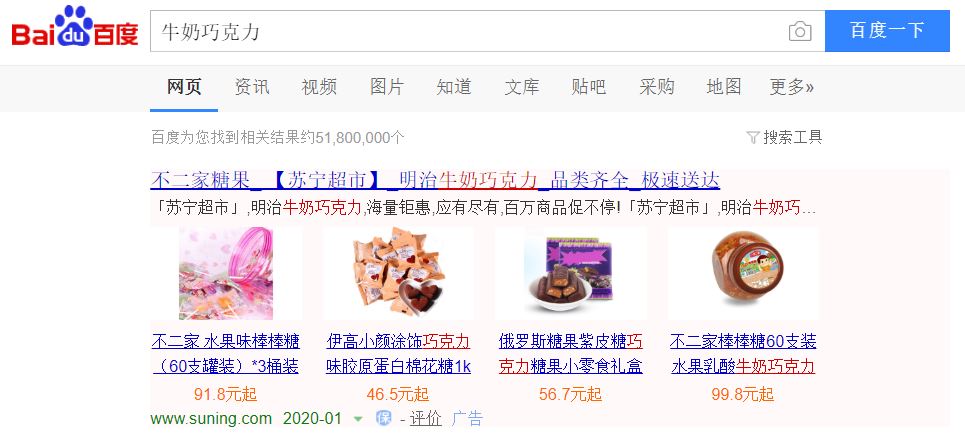 Bai du 百度
牛奶巧克力
百度一下
网页 资讯 视频 图片 知道 文库 贴吧 采购 地图 更多»
百度为您找到相关结果约51,800,000个
搜索工具
不二家糖果_ 【苏宁超市】_明治牛奶巧克力_品类齐全_极速送达
「苏宁超市」,明治牛奶巧克力,海量钜惠,应有尽有,百万商品促不停!「苏宁超市」,明治牛奶巧...
不二家 水果味棒棒糖
(60支罐装) *3桶装
91.8元起
伊高小颜涂饰巧克力
味胶原蛋白棉花糖1k
46.5元起
俄罗斯糖果紫皮糖巧
克力糖果小零食礼盒
56.7元起
不二家棒棒糖60支装
水果乳酸牛奶巧克力
99.8元起
www.suning.com 2020-01 保 - 评价 广告